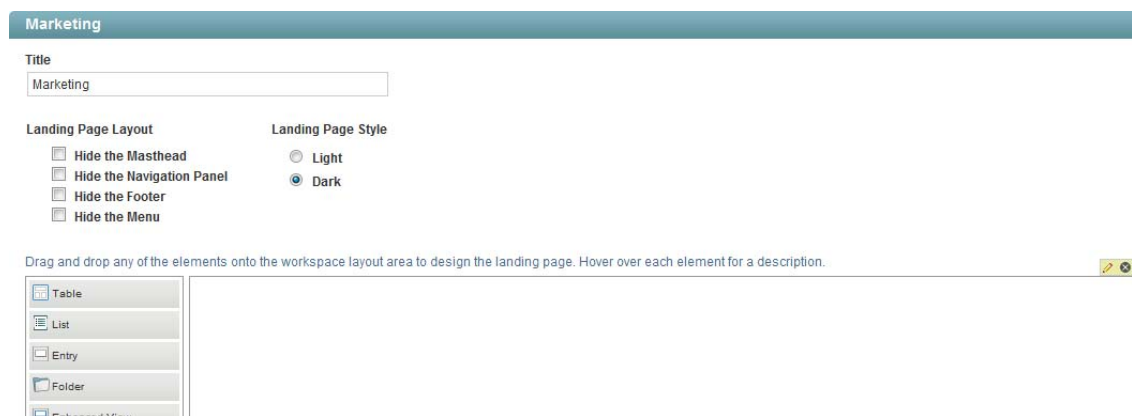 Marketing
Title
Marketing
Landing Page Layout
Landing Page Style
Hide the Masthead
Light
Hide the Navigation Panel
Dark
Hide the Footer
Hide the Menu
Drag and drop any of the elements onto the workspace layout area to design the landing page. Hover over each element for a description.
Table
List
Entry
Folder
Enhanced View